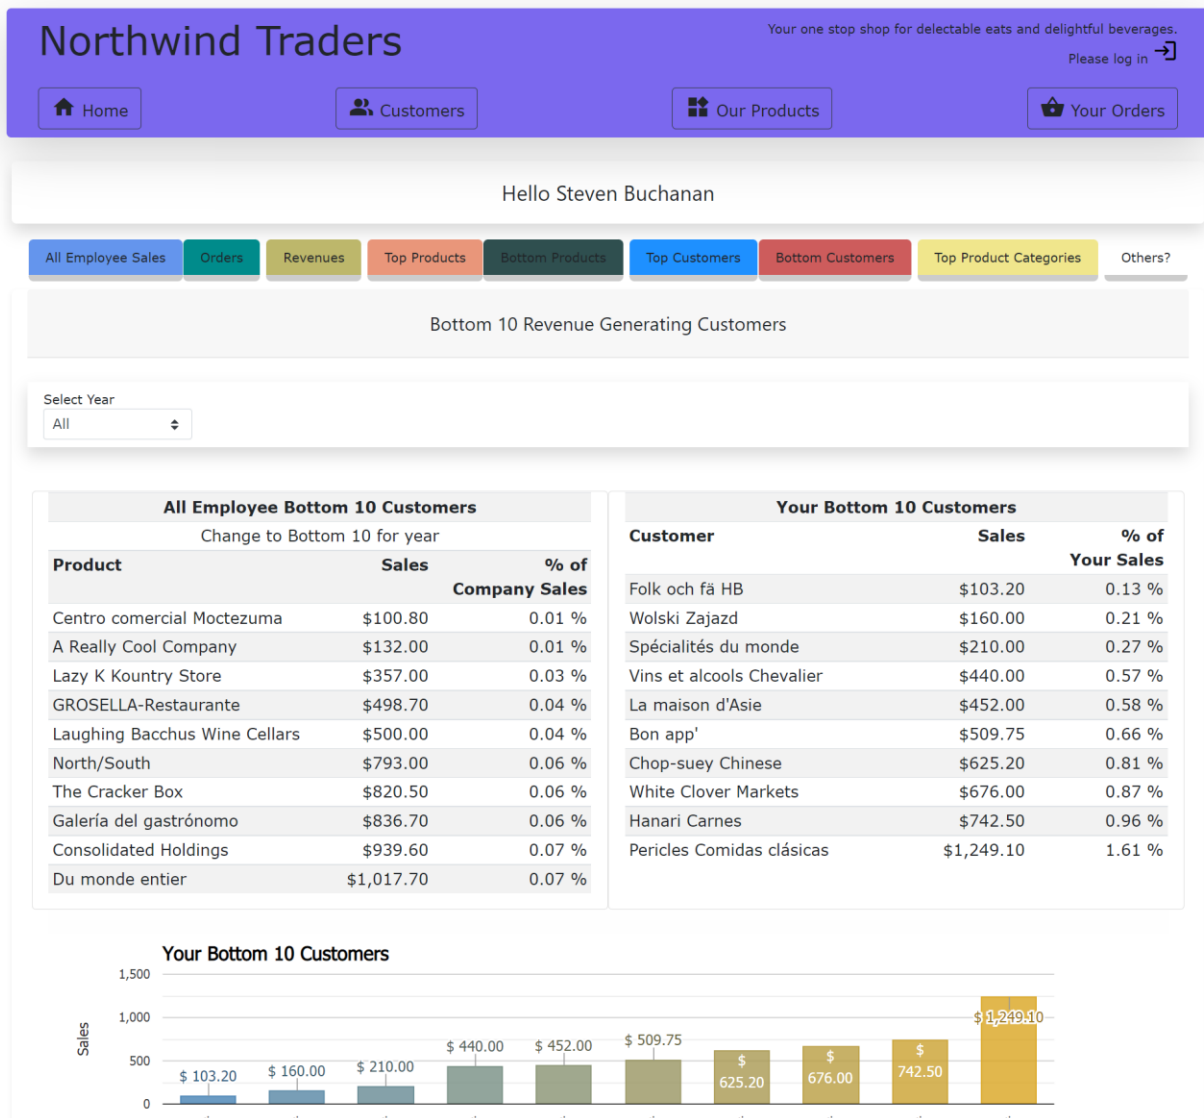 Northwind Traders
Your one stop shop for delectable eats and delightful beverages.
Please log in
Home
Customers
Our Products
Your Orders
Hello Steven Buchanan
All Employee Sales
Orders
Revenues
Top Products
Bottom Products
Top Customers
Bottom Customers
Top Product Categories
Others?
Bottom 10 Revenue Generating Customers
Select Year
All
All Employee Bottom 10 Customers
Change to Bottom 10 for year
Product Sales % of
Company Sales
Centro comercial Moctezuma $100.80 0.01 %
A Really Cool Company $132.00 0.01 %
Lazy K Kountry Store $357.00 0.03 %
GROSELLA-Restaurante $498.70 0.04 %
Laughing Bacchus Wine Cellars $500.00 0.04 %
North/South $793.00 0.06 %
The Cracker Box $820.50 0.06 %
Galería del gastrónomo $836.70 0.06 %
Consolidated Holdings $939.60 0.07 %
Du monde entier $1,017.70 0.07 %
Your Bottom 10 Customers
Customer Sales % of
Your Sales
Folk och fä HB $103.20 0.13 %
Wolski Zajazd $160.00 0.21 %
Spécialités du monde $210.00 0.27 %
Vins et alcools Chevalier $440.00 0.57 %
La maison d'Asie $452.00 0.58 %
Bon app' $509.75 0.66 %
Chop-suey Chinese $625.20 0.81 %
White Clover Markets $676.00 0.87 %
Hanari Carnes $742.50 0.96 %
Pericles Comidas clásicas $1,249.10 1.61 %
Your Bottom 10 Customers
Sales
1,500
1,000
500
0
$ 103.20
$ 160.00
$ 210.00
$ 440.00
$ 452.00
$ 509.75
$
625.20
$
676.00
$
742.50
$ 1,249.10